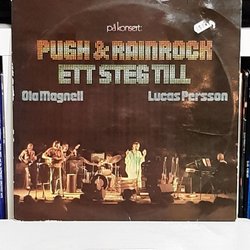 på konsert:
PUGH & RAINROCK
ETT STEG TILL
Ola Magnell Lucas Persson